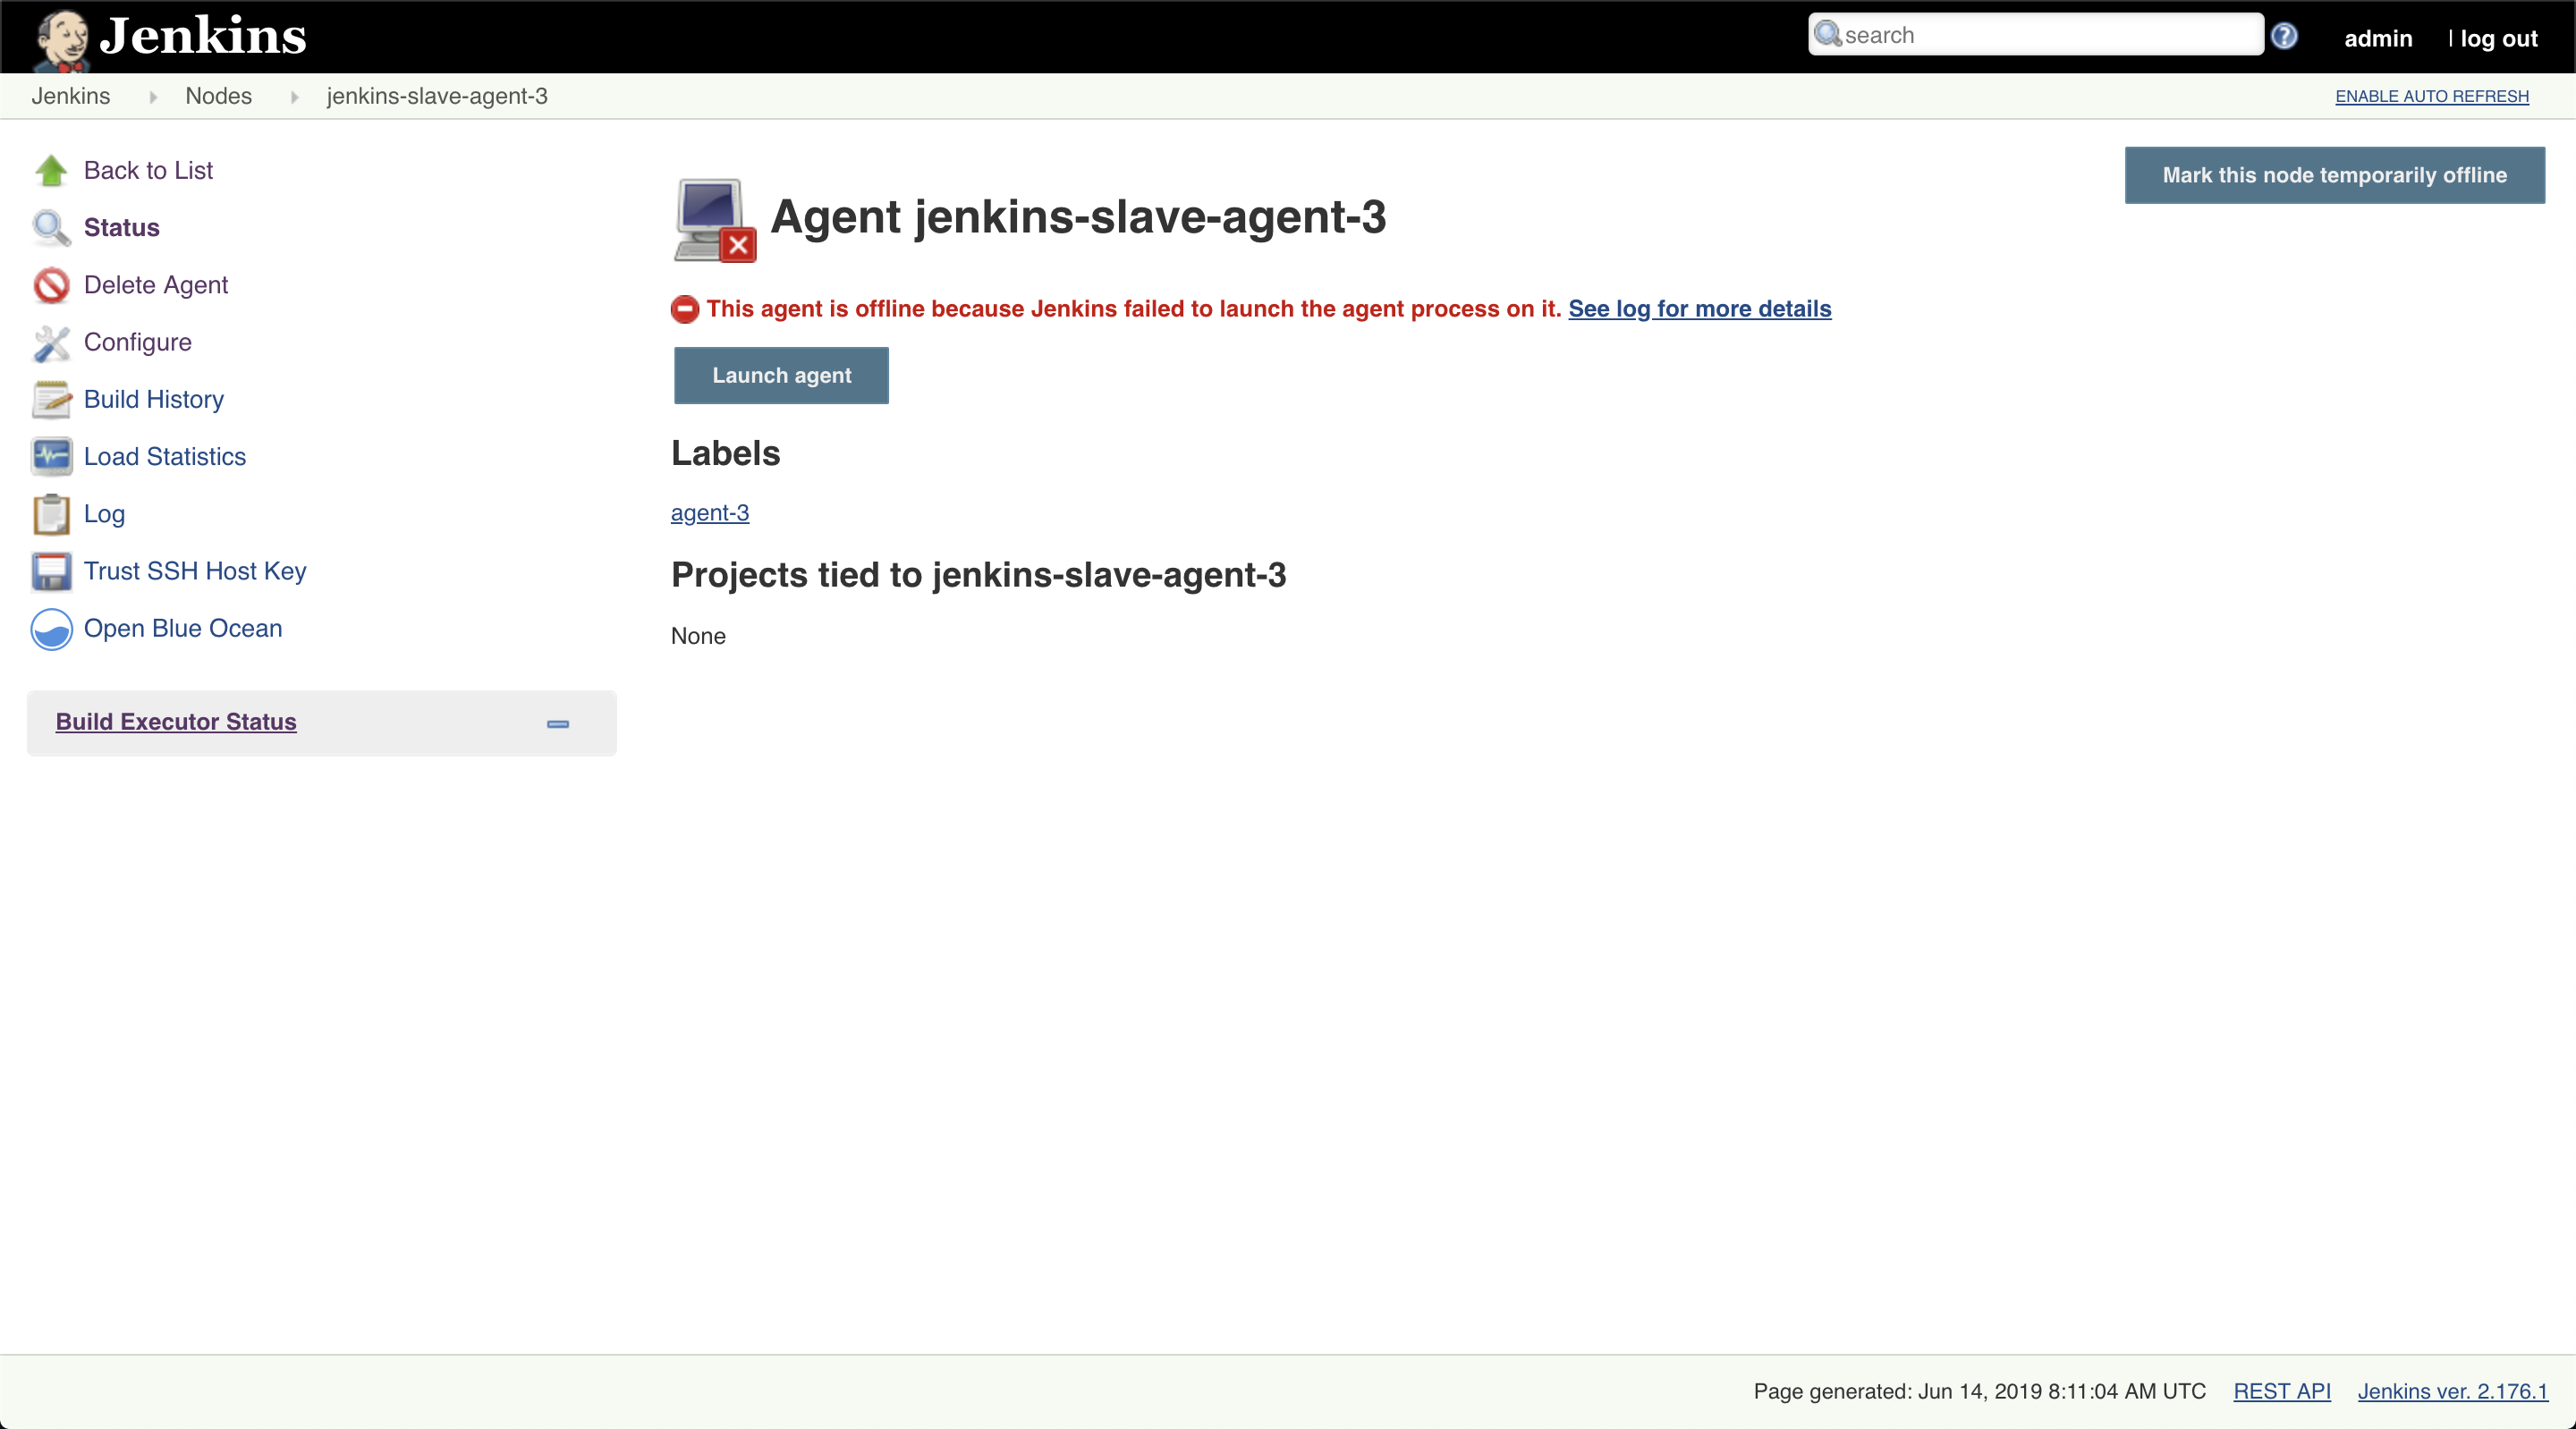 Jenkins
search
admin | log out
Jenkins Nodes jenkins-slave-agent-3
ENABLE AUTO REFRESH
Back to List
Status
Delete Agent
Configure
Build History
Load Statistics
Log
Trust SSH Host Key
Open Blue Ocean
Build Executor Status
Mark this node temporarily offline
Agent jenkins-slave-agent-3
This agent is offline because Jenkins failed to launch the agent process on it. See log for more details
Launch agent
Labels
agent-3
Projects tied to jenkins-slave-agent-3
None
Page generated: Jun 14, 2019 8:11:04 AM UTC REST API Jenkins ver. 2.176.1